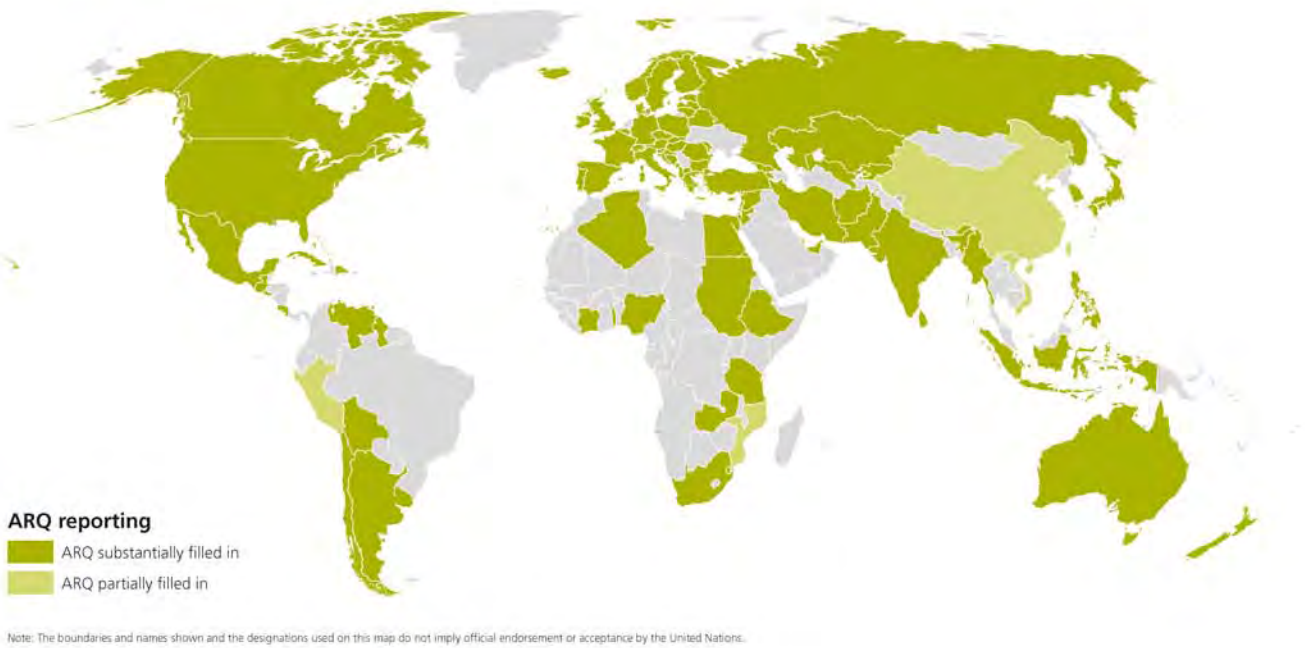 ARQ reporting
ARQ substantially filled in
ARQ partially filled in
Note: The boundaries and names shown and the designations used on this map do not imply official endorsement or acceptance by the United Nations.